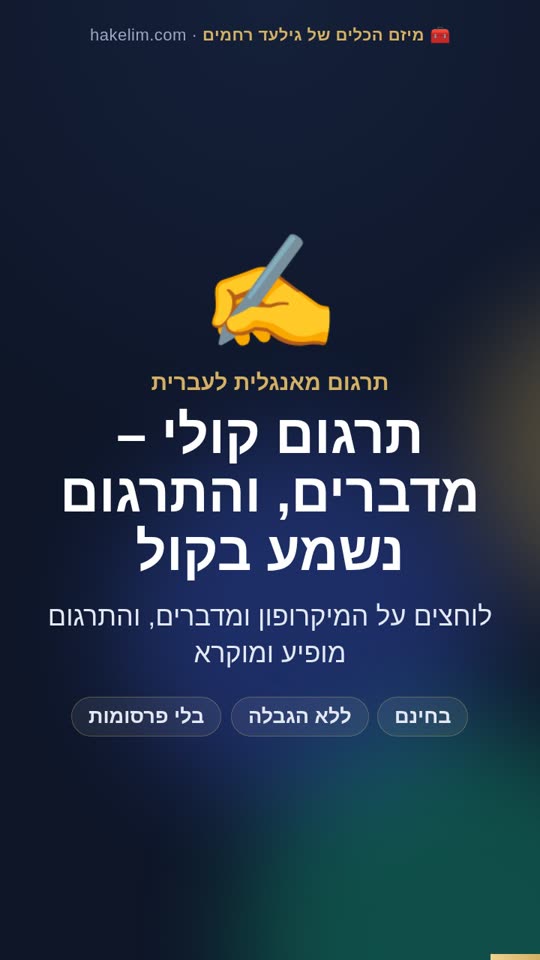 🧰 מיזם הכלים של גילעד רחמים · hakelim.com
תרגום מאנגלית לעברית
תרגום קולי –
מדברים, והתרגום
נשמע בקול
לוחצים על המיקרופון ומדברים, והתרגום
מופיע ומוקרא
בחינם
ללא הגבלה
בלי פרסומות